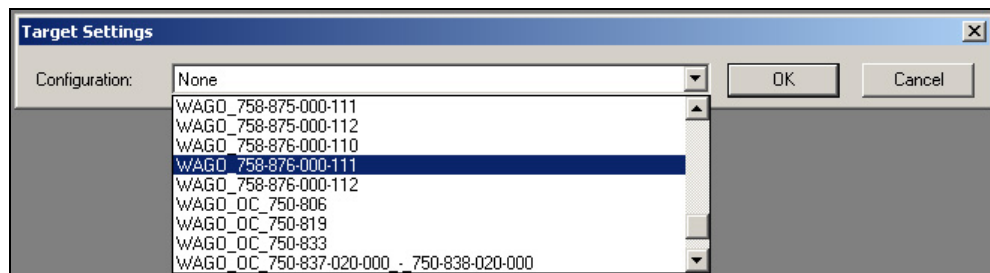 Target Settings
Configuration: None OK Cancel
WAGO_758-875-000-111
WAGO_758-875-000-112
WAGO_758-876-000-110
WAGO_758-876-000-111
WAGO_758-876-000-112
WAGO_OC_750-806
WAGO_OC_750-819
WAGO_OC_750-833
WAGO_OC_750-837-020-000_-_750-838-020-000